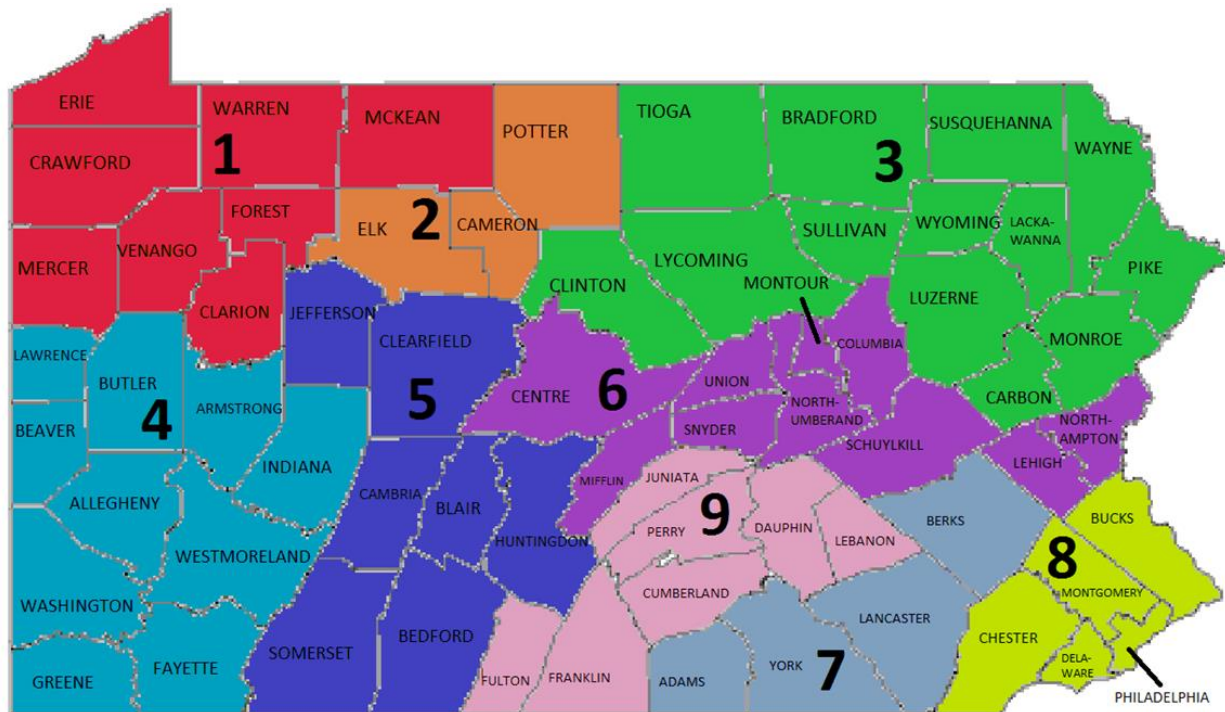 ERIE
WARREN
MCKEAN
POTTER
TIOGA
BRADFORD
SUSQUEHANNA
WAYNE
CRAWFORD
1
3
FOREST
ELK
2
CAMERON
SULLIVAN
WYOMING
LACKA-
WANNA
MERCER
VENANGO
CLARION
JEFFERSON
CLINTON
LYCOMING
MONTOUR
LUZERNE
PIKE
LAWRENCE
BUTLER
CLEARFIELD
COLUMBIA
MONROE
BEAVER
4
ARMSTRONG
5
CENTRE
6
UNION
NORTH-
UMBERAND
CARBON
SNYDER
SCHUYLKILL
NORTH-
AMPTON
LEHIGH
ALLEGHENY
INDIANA
CAMBRIA
BLAIR
MIFFLIN
JUNIATA
9
PERRY
DAUPHIN
LEBANON
BERKS
BUCKS
WESTMORELAND
HUNTINGDON
8
WASHINGTON
CUMBERLAND
MONTGOMERY
LANCASTER
CHESTER
GREENE
FAYETTE
SOMERSET
BEDFORD
FULTON
FRANKLIN
ADAMS
YORK
7
DELA-
WARE
PHILADELPHIA